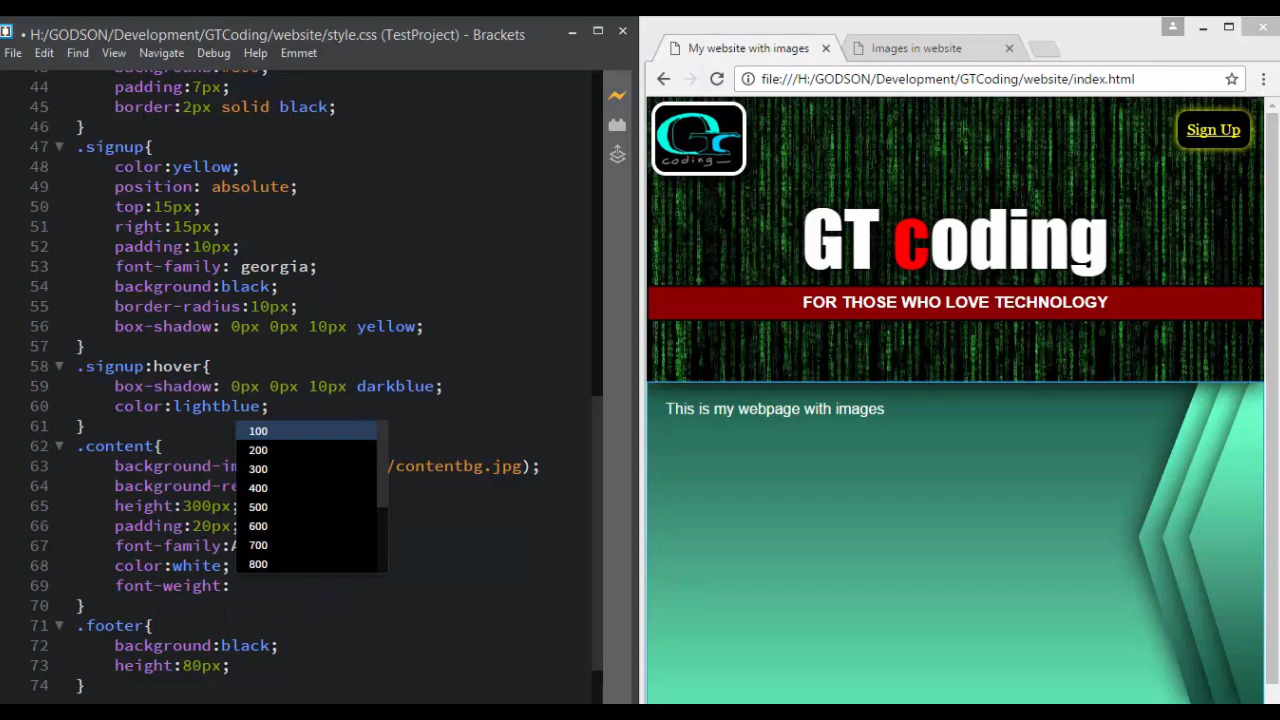 • H:/GODSON/Development/GTCoding/website/style.css (TestProject) - Brackets
File Edit Find View Navigate Debug Help Emmet
44 padding:7px;
45 border:2px solid black;
46 }
47 .signup{
48 color:yellow;
49 position: absolute;
50 top:15px;
51 right:15px;
52 padding:10px;
53 font-family: georgia;
54 background:black;
55 border-radius:10px;
56 box-shadow: 0px 0px 10px yellow;
57 }
58 .signup:hover{
59 box-shadow: 0px 0px 10px darkblue;
60 color:lightblue;
61 }
62 .content{
63 background-im /contentbg.jpg);
64 background-re
65 height:300px;
66 padding:20px;
67 font-family:A
68 color:white;
69 font-weight:
70 }
71 .footer{
72 background:black;
73 height:80px;
74 }
100
200
300
400
500
600
700
800
My website with images
Images in website
file:///H:/GODSON/Development/GTCoding/website/index.html
GT
coding
Sign Up
GT coding
FOR THOSE WHO LOVE TECHNOLOGY
This is my webpage with images